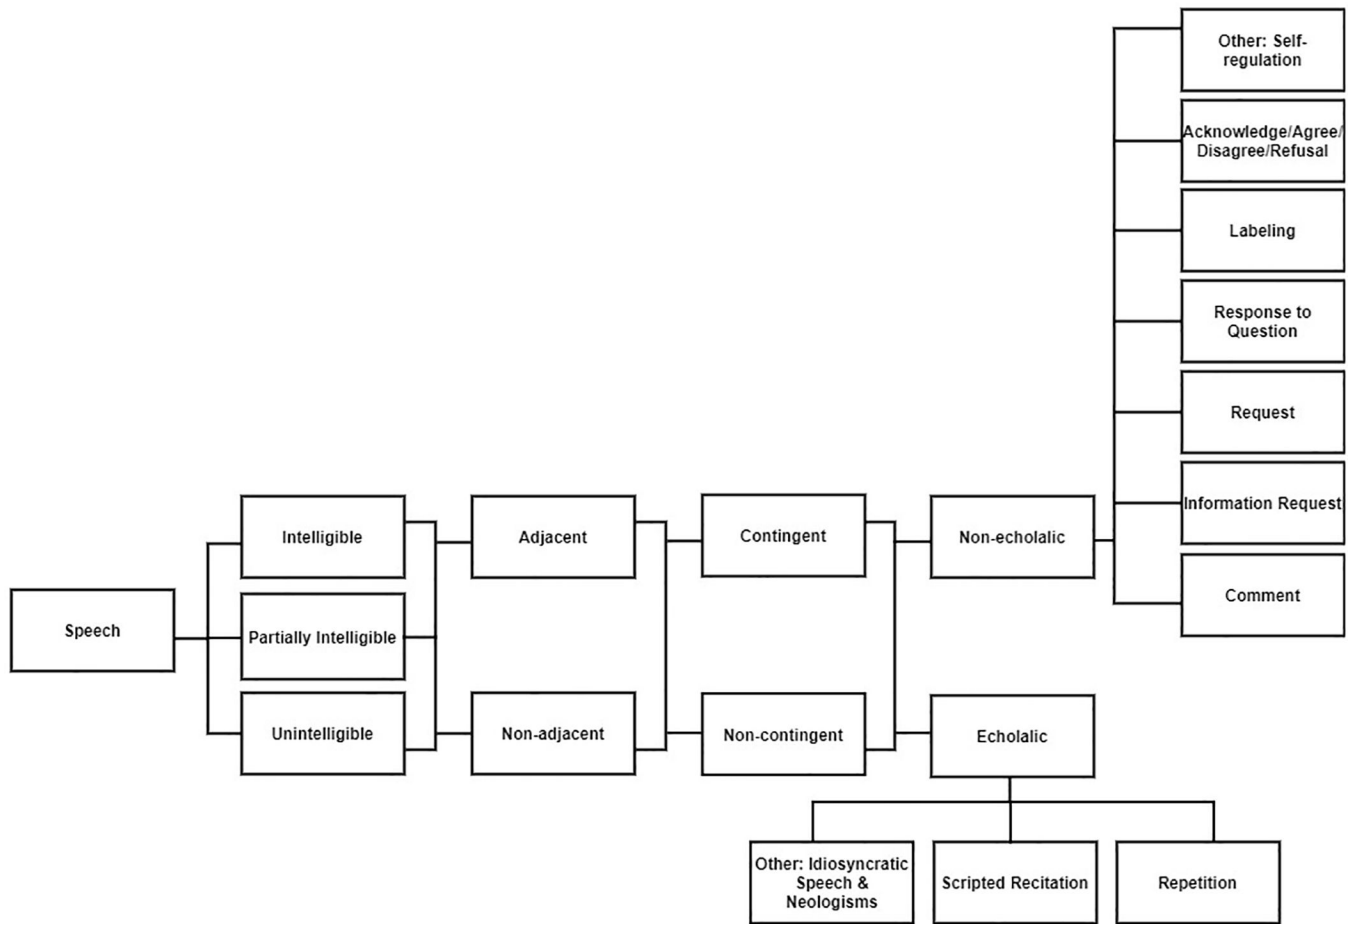 Other: Self-
regulation
Acknowledge/Agree/
Disagree/Refusal
Labeling
Response to
Question
Request
Information Request
Comment
Intelligible
Adjacent
Contingent
Non-echolalic
Speech
Partially Intelligible
Unintelligible
Non-adjacent
Non-contingent
Echolalic
Other: Idiosyncratic
Speech &
Neologisms
Scripted Recitation
Repetition